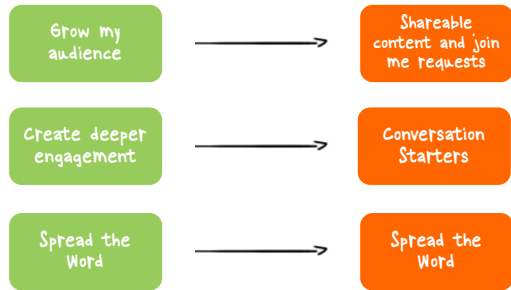 Grow my
audience
Shareable
content and join
me requests
Create deeper
engagement
Conversation
Starters
Spread the
Word
Spread the
Word